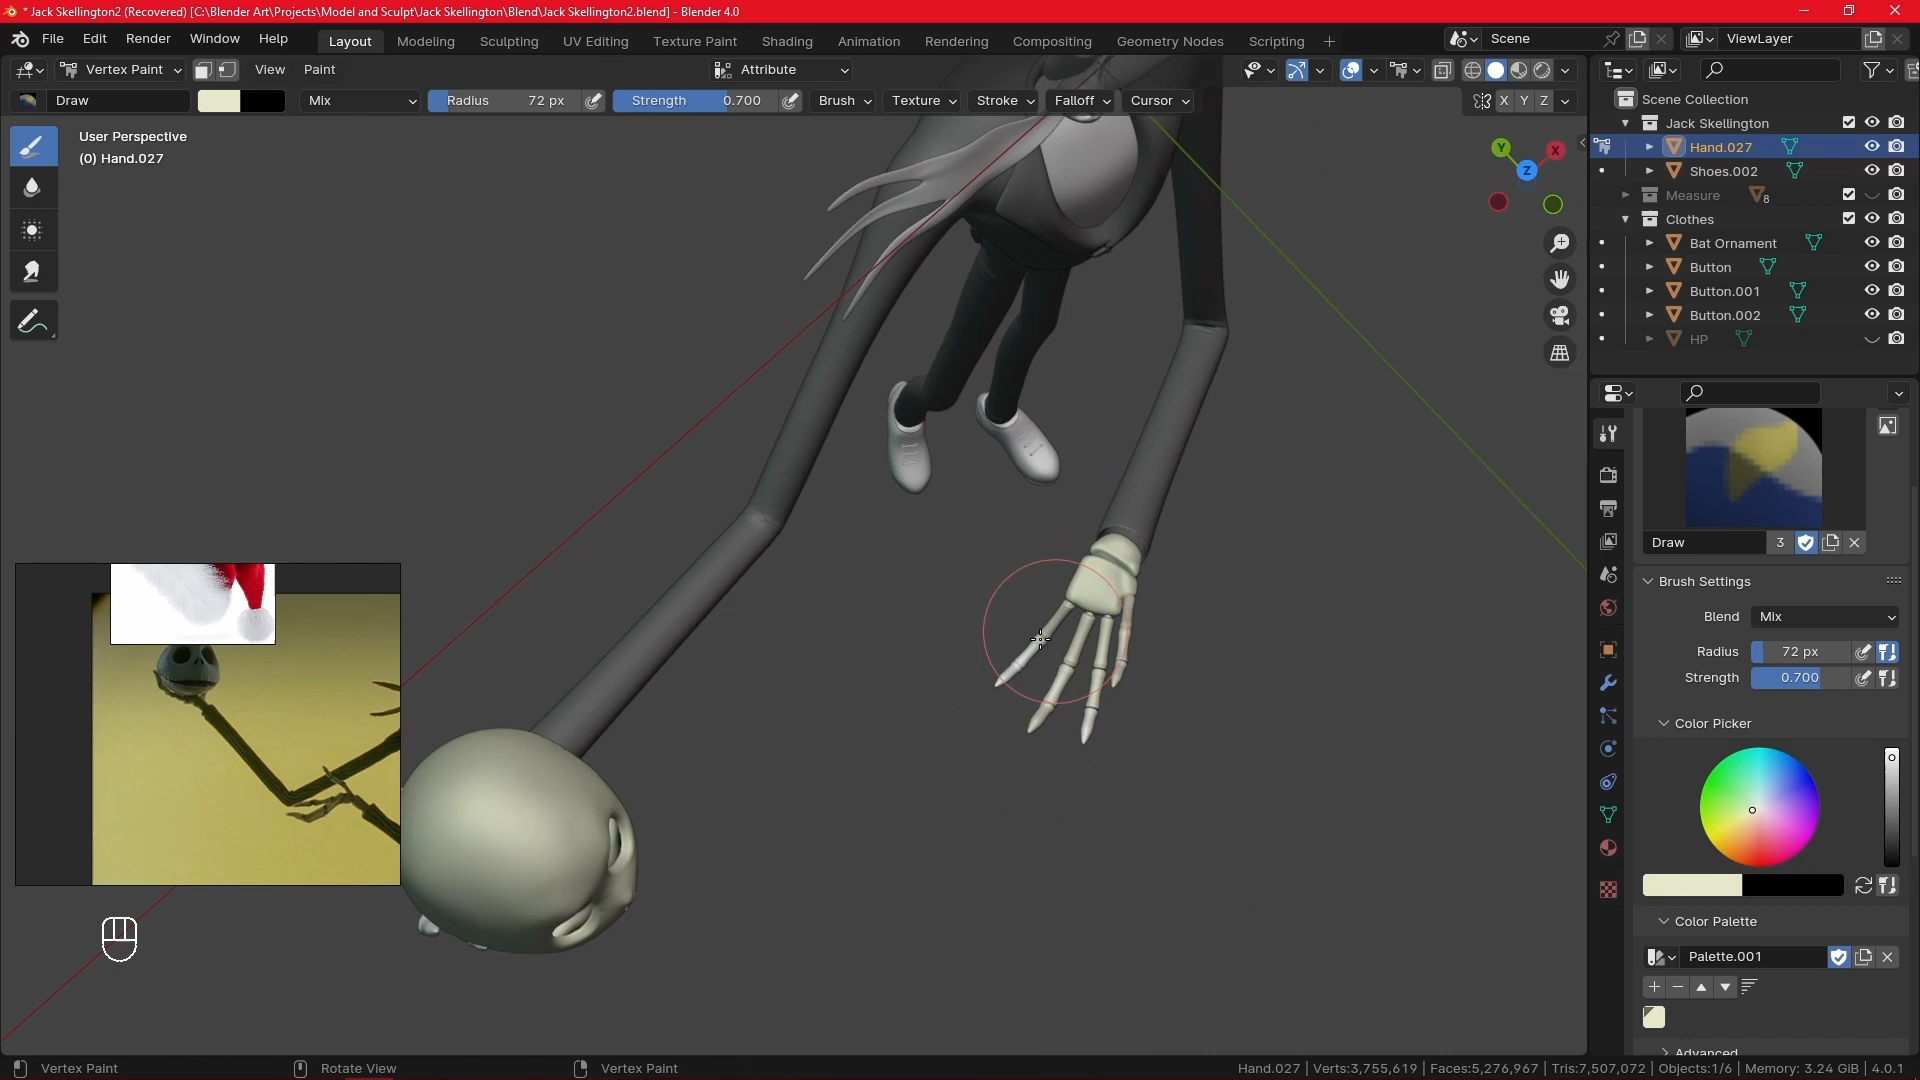 * Jack Skellington2 (Recovered) [C:\Blender Art\Projects\Model and Sculpt\Jack Skellington\Blend\Jack Skellington2.blend] - Blender 4.0
File Edit Render Window Help Layout Modeling Sculpting UV Editing Texture Paint Shading Animation Rendering Compositing Geometry Nodes Scripting + Scene ViewLayer
Vertex Paint View Paint Attribute
Draw Mix Radius 72 px Strength 0.700 Brush Texture Stroke Falloff Cursor X Y Z
User Perspective
(0) Hand.027
Y X
Z
Scene Collection
Jack Skellington
Hand.027
Shoes.002
Measure 8
Clothes
Bat Ornament
Button
Button.001
Button.002
HP
Draw 3
Brush Settings
Blend Mix
Radius 72 px
Strength 0.700
Color Picker
Color Palette
Palette.001
Advanced
Vertex Paint Rotate View Vertex Paint Hand.027 | Verts:3,755,619 | Faces:5,276,967 | Tris:7,507,072 | Objects:1/6 | Memory: 3.24 GiB | 4.0.1